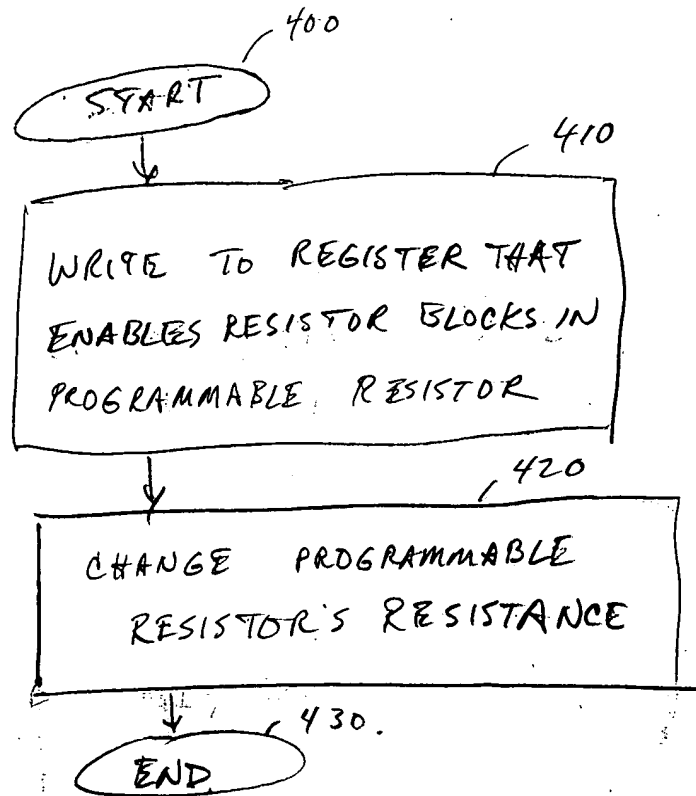 400
START
410
WRITE TO REGISTER THAT
ENABLES RESISTOR BLOCKS IN
PROGRAMMABLE RESISTOR
420
CHANGE PROGRAMMABLE
RESISTOR'S RESISTANCE
430.
END